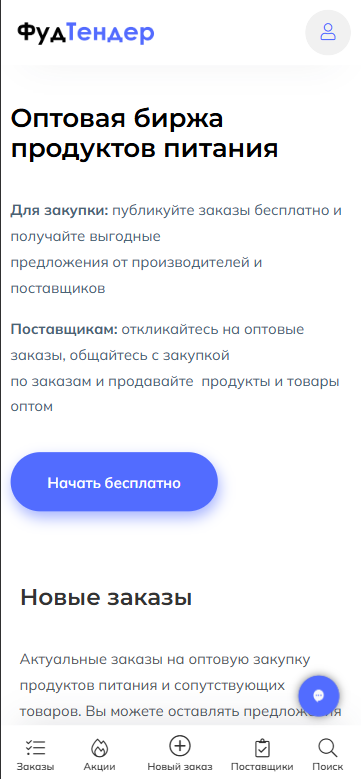 ФудТендер
Оптовая биржа
продуктов питания
Для закупки: публикуйте заказы бесплатно и
получайте выгодные
предложения от производителей и
поставщиков
Поставщикам: откликайтесь на оптовые
заказы, общайтесь с закупкой
по заказам и продавайте продукты и товары
оптом
Начать бесплатно
Новые заказы
Актуальные заказы на оптовую закупку
продуктов питания и сопутствующих
товаров. Вы можете оставлять предложения
Заказы Акции Новый заказ Поставщики Поиск